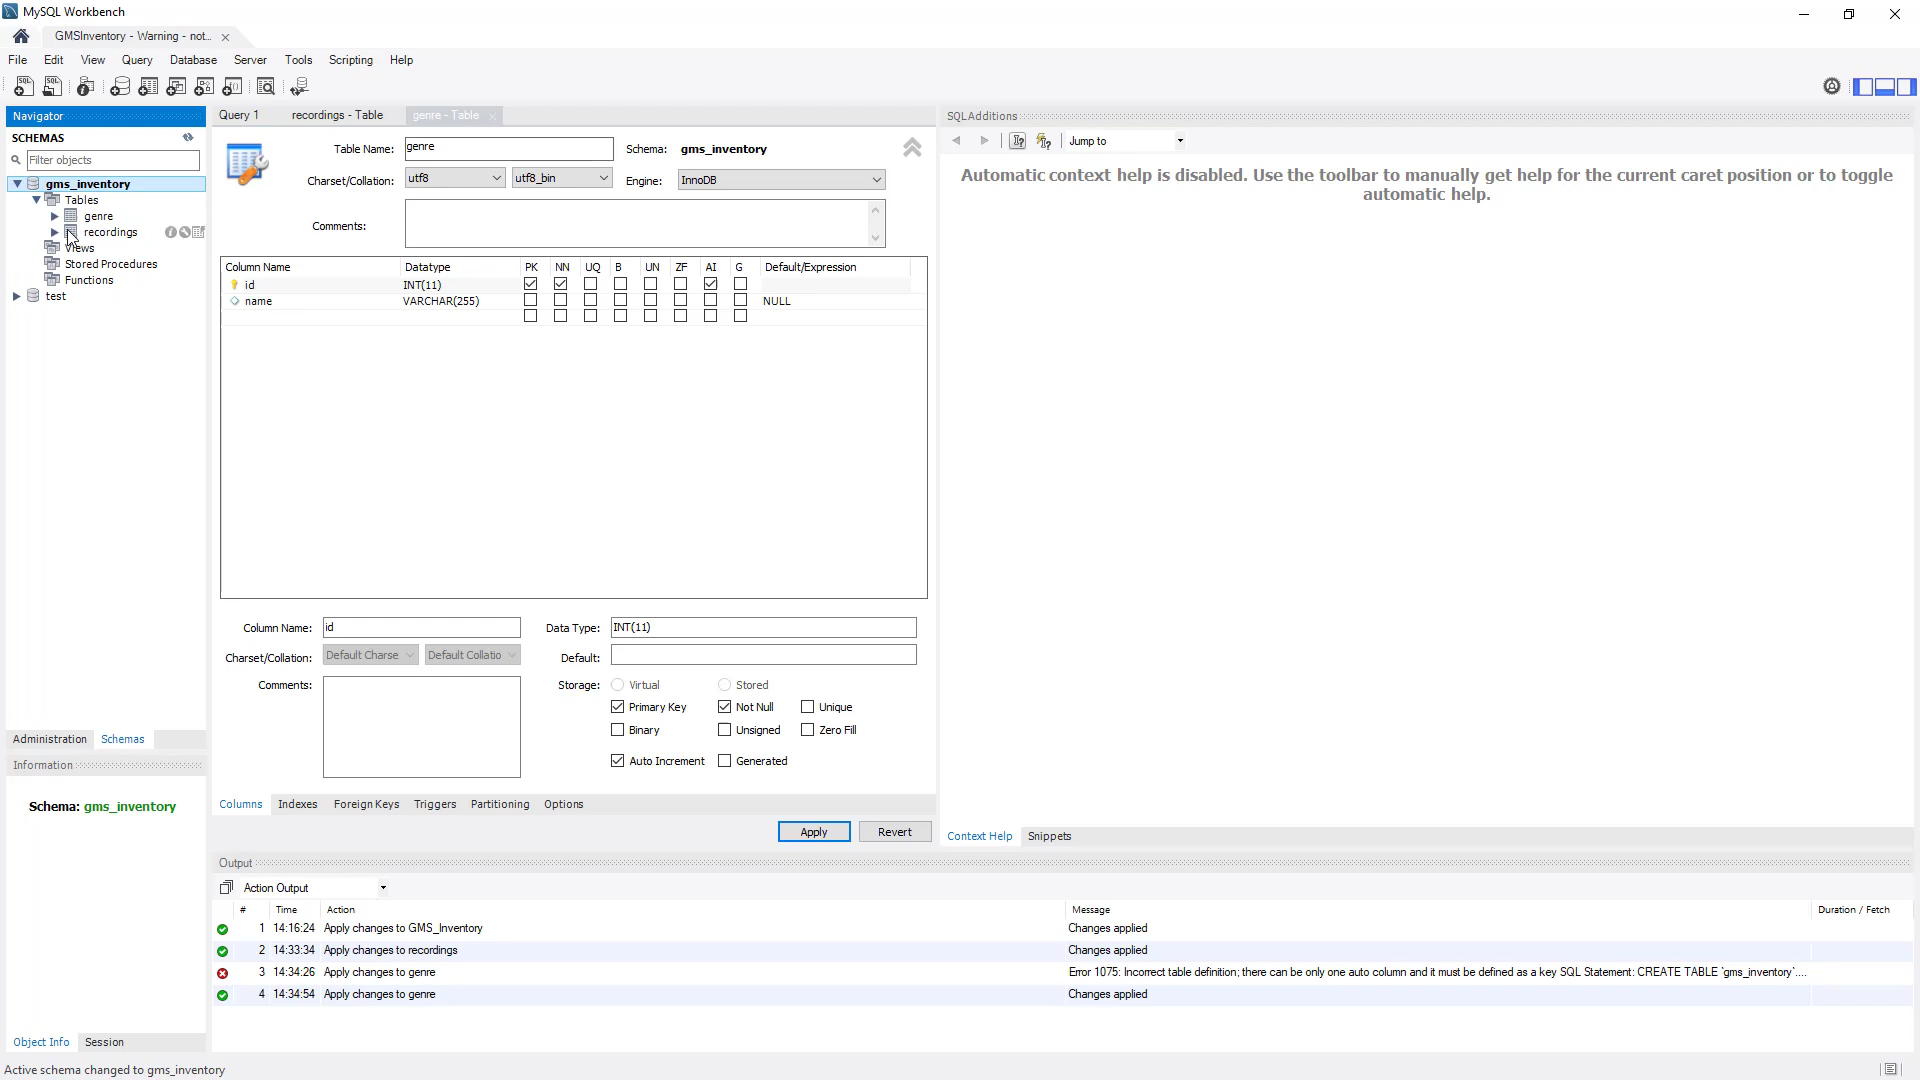 MySQL Workbench
GMSInventory - Warning - not...
File Edit View Query Database Server Tools Scripting Help
Navigator
SCHEMAS
Filter objects
gms_inventory
Tables
genre
recordings
Views
Stored Procedures
Functions
test
Administration Schemas
Information
Schema: gms_inventory
Object Info Session
Query 1 recordings - Table genre - Table
Table Name: genre Schema: gms_inventory
Charset/Collation: utf8 utf8_bin Engine: InnoDB
Comments:
Column Name Datatype PK NN UQ B UN ZF AI G Default/Expression
id INT(11)
name VARCHAR(255) NULL
Column Name: id Data Type: INT(11)
Charset/Collation: Default Charse Default Collatio Default:
Comments: Storage: Virtual Stored
Primary Key Not Null Unique
Binary Unsigned Zero Fill
Auto Increment Generated
Columns Indexes Foreign Keys Triggers Partitioning Options
Apply Revert
SQLAdditions
Jump to
Automatic context help is disabled. Use the toolbar to manually get help for the current caret position or to toggle
automatic help.
Context Help Snippets
Output
Action Output
# Time Action Message Duration / Fetch
1 14:16:24 Apply changes to GMS_Inventory Changes applied
2 14:33:34 Apply changes to recordings Changes applied
3 14:34:26 Apply changes to genre Error 1075: Incorrect table definition; there can be only one auto column and it must be defined as a key SQL Statement: CREATE TABLE `gms_inventory`....
4 14:34:54 Apply changes to genre Changes applied
Active schema changed to gms_inventory